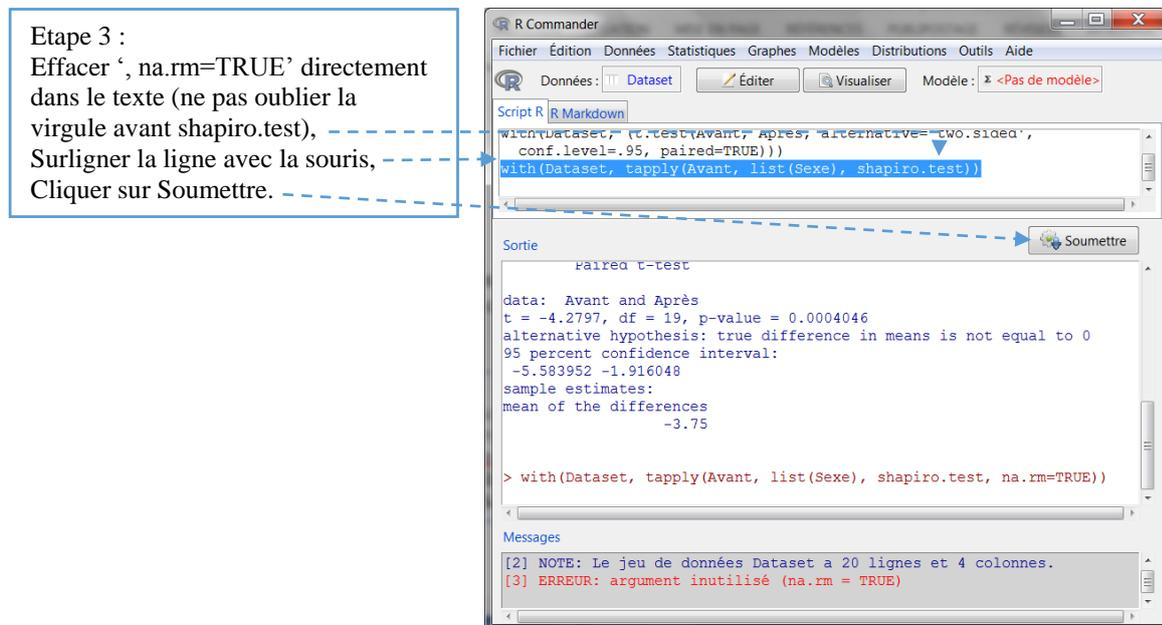 Etape 3 :
Effacer ‘, na.rm=TRUE’ directement
dans le texte (ne pas oublier la
virgule avant shapiro.test),
Surligner la ligne avec la souris,
Cliquer sur Soumettre.
R Commander
Fichier Édition Données Statistiques Graphes Modèles Distributions Outils Aide
Données : Dataset Éditer Visualiser Modèle : Σ <Pas de modèle>
Script R R Markdown
with(Dataset, (t.test(Avant, Après, alternative='two.sided',
conf.level=.95, paired=TRUE)))
with(Dataset, tapply(Avant, list(Sexe), shapiro.test))
Sortie
Soumettre
Paired t-test
data: Avant and Après
t = -4.2797, df = 19, p-value = 0.0004046
alternative hypothesis: true difference in means is not equal to 0
95 percent confidence interval:
-5.583952 -1.916048
sample estimates:
mean of the differences
-3.75
> with(Dataset, tapply(Avant, list(Sexe), shapiro.test, na.rm=TRUE))
Messages
[2] NOTE: Le jeu de données Dataset a 20 lignes et 4 colonnes.
[3] ERREUR: argument inutilisé (na.rm = TRUE)